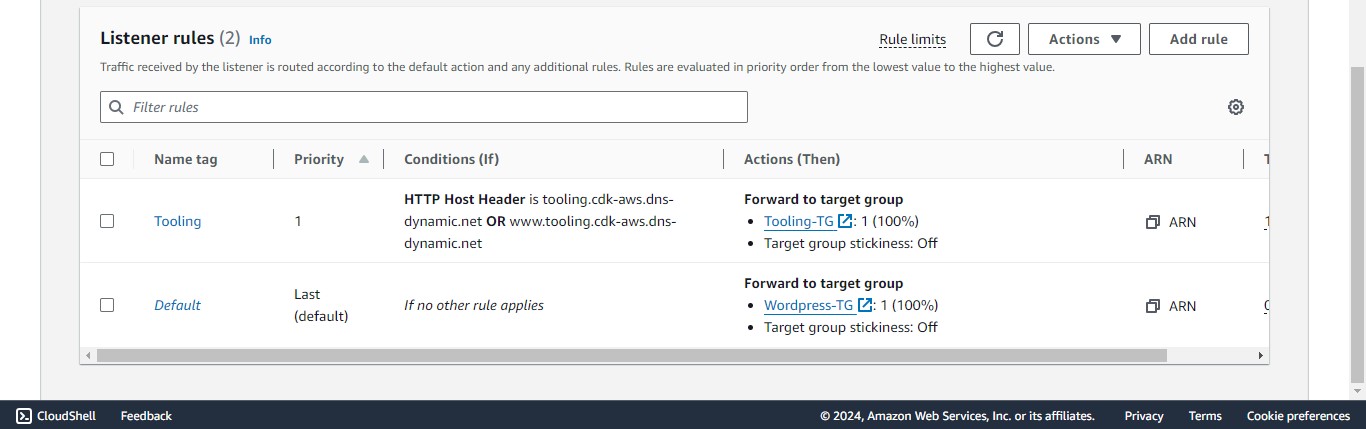 Listener rules (2) Info
Rule limits
Actions
Add rule
Traffic received by the listener is routed according to the default action and any additional rules. Rules are evaluated in priority order from the lowest value to the highest value.
Filter rules
Name tag Priority Conditions (If) Actions (Then) ARN T
Tooling
1
HTTP Host Header is tooling.cdk-aws.dns-
dynamic.net OR www.tooling.cdk-aws.dns-
dynamic.net
Forward to target group
• Tooling-TG : 1 (100%)
• Target group stickiness: Off
ARN
1
Default
Last
(default)
If no other rule applies
Forward to target group
• Wordpress-TG : 1 (100%)
• Target group stickiness: Off
ARN
0
CloudShell Feedback © 2024, Amazon Web Services, Inc. or its affiliates. Privacy Terms Cookie preferences